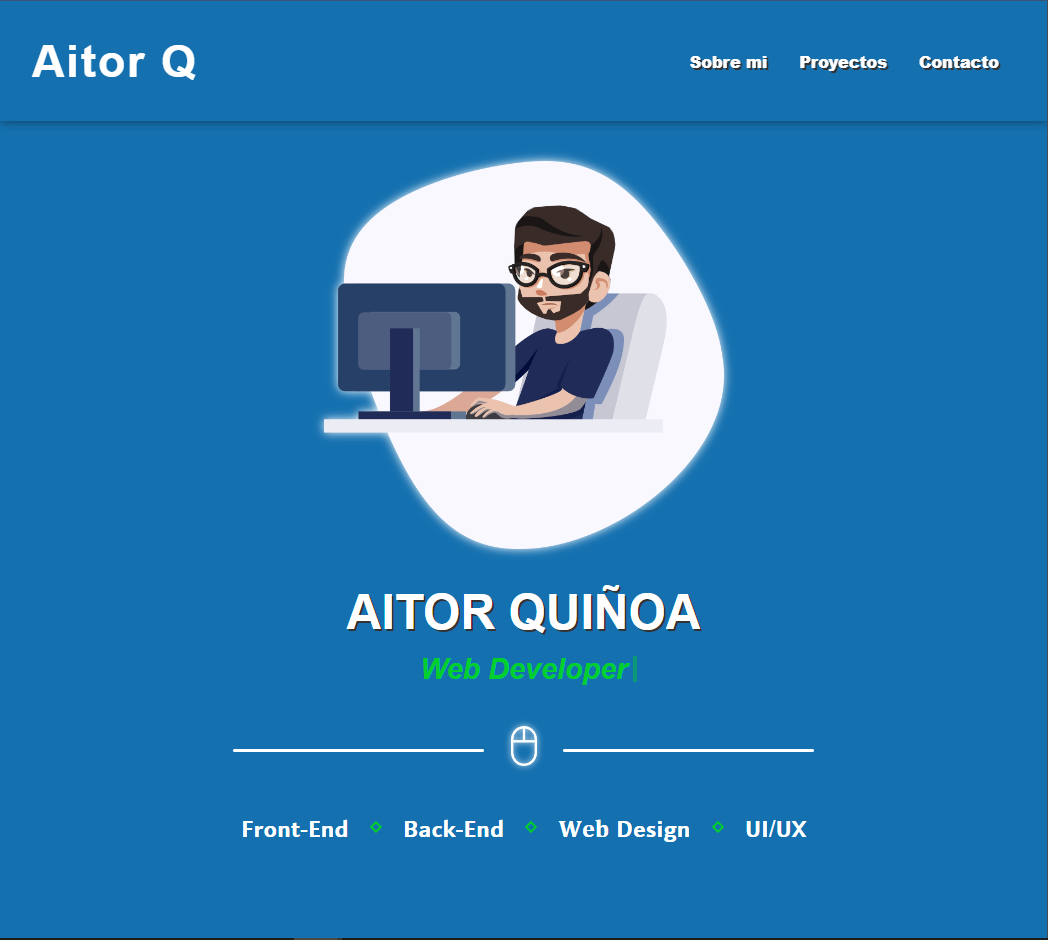 Aitor Q
Sobre mi Proyectos Contacto
AITOR QUIÑOA
Web Developer|
Front-End ⋄ Back-End ⋄ Web Design ⋄ UI/UX